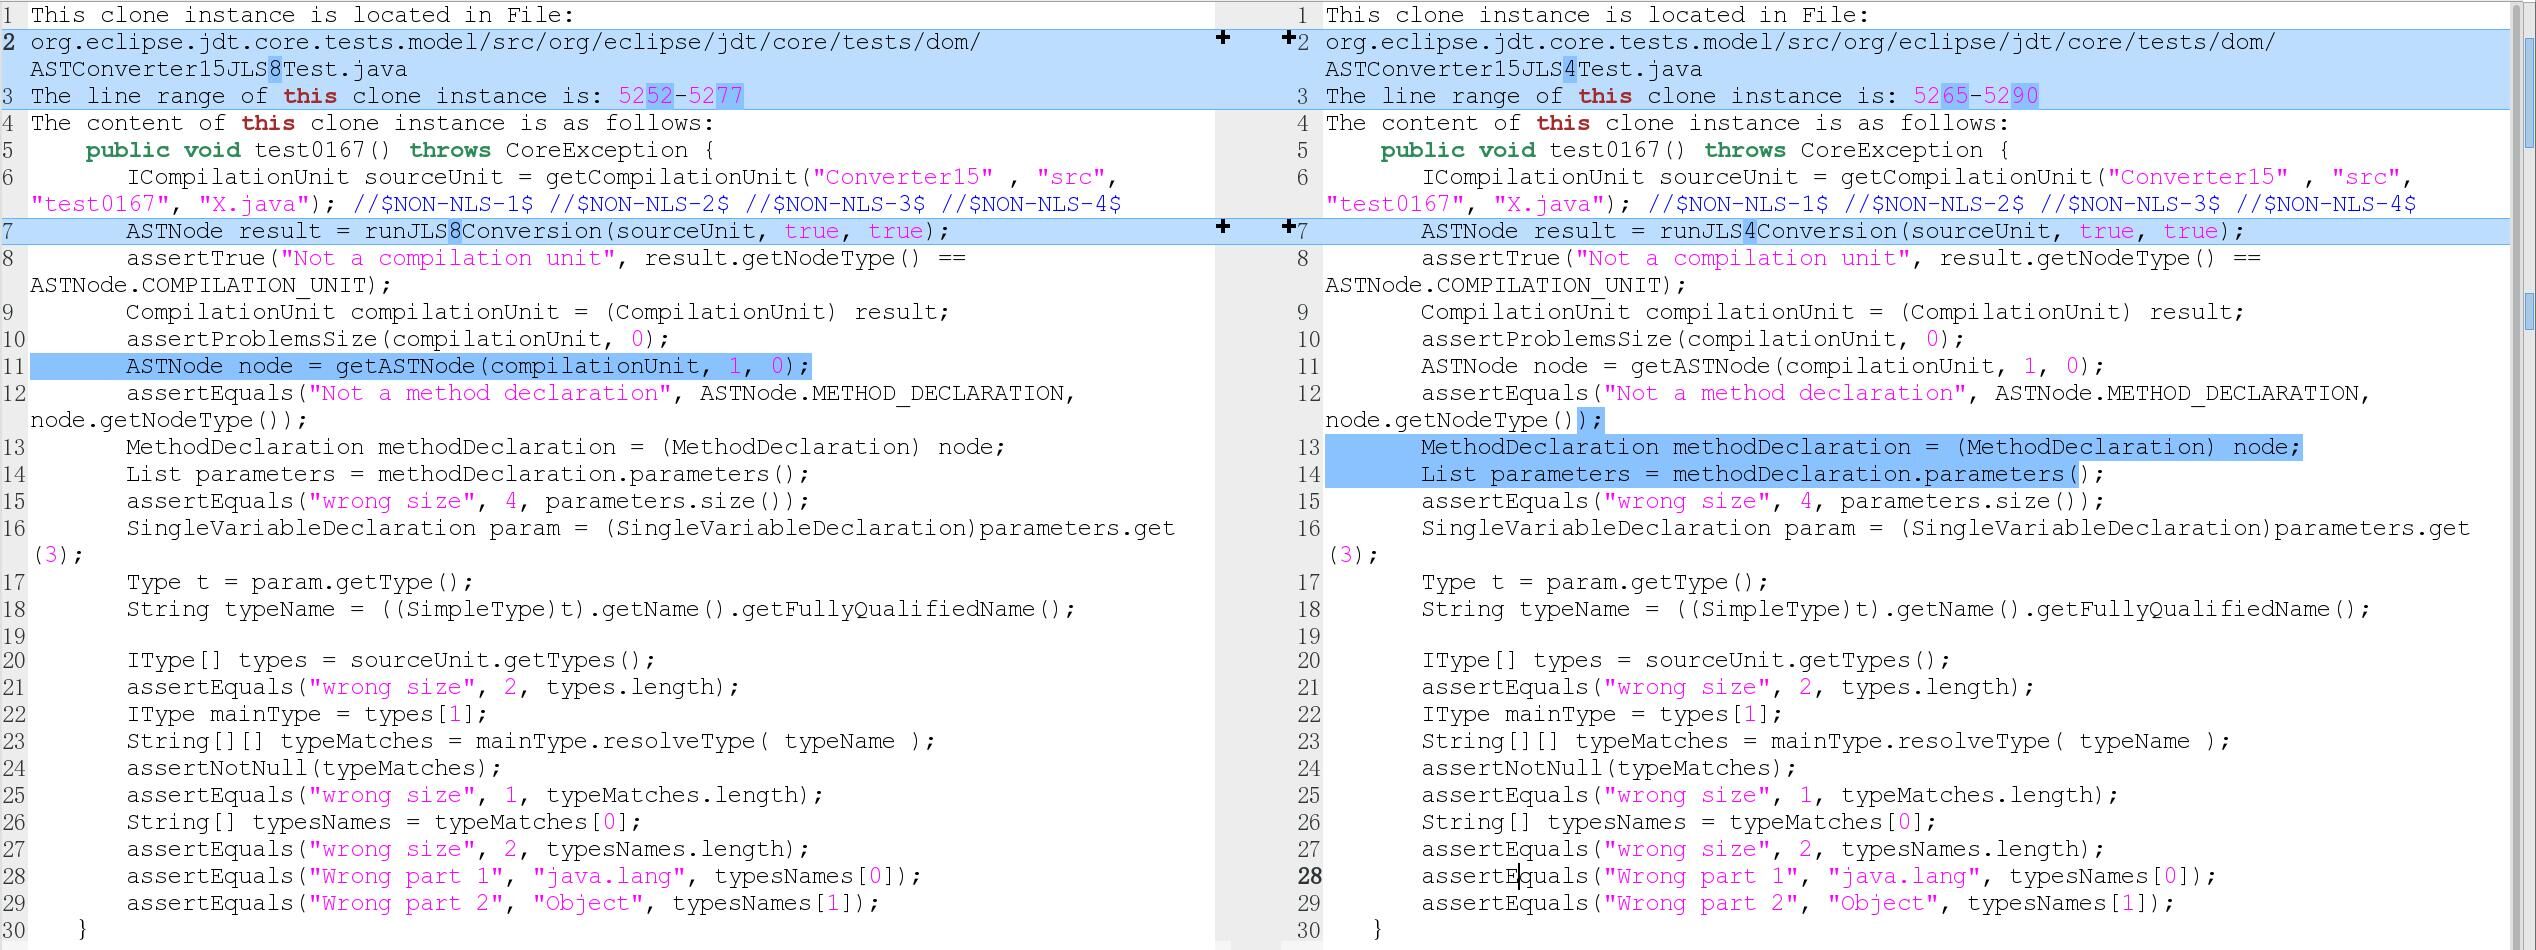 1 This clone instance is located in File:
2 org.eclipse.jdt.core.tests.model/src/org/eclipse/jdt/core/tests/dom/
ASTConverter15JLS8Test.java
3 The line range of this clone instance is: 5252-5277
4 The content of this clone instance is as follows:
5 public void test0167() throws CoreException {
6 ICompilationUnit sourceUnit = getCompilationUnit("Converter15" , "src",
"test0167", "X.java"); //$NON-NLS-1$ //$NON-NLS-2$ //$NON-NLS-3$ //$NON-NLS-4$
7 ASTNode result = runJLS8Conversion(sourceUnit, true, true);
8 assertTrue("Not a compilation unit", result.getNodeType() ==
ASTNode.COMPILATION_UNIT);
9 CompilationUnit compilationUnit = (CompilationUnit) result;
10 assertProblemsSize(compilationUnit, 0);
11 ASTNode node = getASTNode(compilationUnit, 1, 0);
12 assertEquals("Not a method declaration", ASTNode.METHOD_DECLARATION,
node.getNodeType());
13 MethodDeclaration methodDeclaration = (MethodDeclaration) node;
14 List parameters = methodDeclaration.parameters();
15 assertEquals("wrong size", 4, parameters.size());
16 SingleVariableDeclaration param = (SingleVariableDeclaration)parameters.get
(3);
17 Type t = param.getType();
18 String typeName = ((SimpleType)t).getName().getFullyQualifiedName();
19
20 IType[] types = sourceUnit.getTypes();
21 assertEquals("wrong size", 2, types.length);
22 IType mainType = types[1];
23 String[][] typeMatches = mainType.resolveType( typeName );
24 assertNotNull(typeMatches);
25 assertEquals("wrong size", 1, typeMatches.length);
26 String[] typesNames = typeMatches[0];
27 assertEquals("wrong size", 2, typesNames.length);
28 assertEquals("Wrong part 1", "java.lang", typesNames[0]);
29 assertEquals("Wrong part 2", "Object", typesNames[1]);
30 }
1 This clone instance is located in File:
2 org.eclipse.jdt.core.tests.model/src/org/eclipse/jdt/core/tests/dom/
ASTConverter15JLS4Test.java
3 The line range of this clone instance is: 5265-5290
4 The content of this clone instance is as follows:
5 public void test0167() throws CoreException {
6 ICompilationUnit sourceUnit = getCompilationUnit("Converter15" , "src",
"test0167", "X.java"); //$NON-NLS-1$ //$NON-NLS-2$ //$NON-NLS-3$ //$NON-NLS-4$
7 ASTNode result = runJLS4Conversion(sourceUnit, true, true);
8 assertTrue("Not a compilation unit", result.getNodeType() ==
ASTNode.COMPILATION_UNIT);
9 CompilationUnit compilationUnit = (CompilationUnit) result;
10 assertProblemsSize(compilationUnit, 0);
11 ASTNode node = getASTNode(compilationUnit, 1, 0);
12 assertEquals("Not a method declaration", ASTNode.METHOD_DECLARATION,
node.getNodeType());
13 MethodDeclaration methodDeclaration = (MethodDeclaration) node;
14 List parameters = methodDeclaration.parameters();
15 assertEquals("wrong size", 4, parameters.size());
16 SingleVariableDeclaration param = (SingleVariableDeclaration)parameters.get
(3);
17 Type t = param.getType();
18 String typeName = ((SimpleType)t).getName().getFullyQualifiedName();
19
20 IType[] types = sourceUnit.getTypes();
21 assertEquals("wrong size", 2, types.length);
22 IType mainType = types[1];
23 String[][] typeMatches = mainType.resolveType( typeName );
24 assertNotNull(typeMatches);
25 assertEquals("wrong size", 1, typeMatches.length);
26 String[] typesNames = typeMatches[0];
27 assertEquals("wrong size", 2, typesNames.length);
28 assertEquals("Wrong part 1", "java.lang", typesNames[0]);
29 assertEquals("Wrong part 2", "Object", typesNames[1]);
30 }